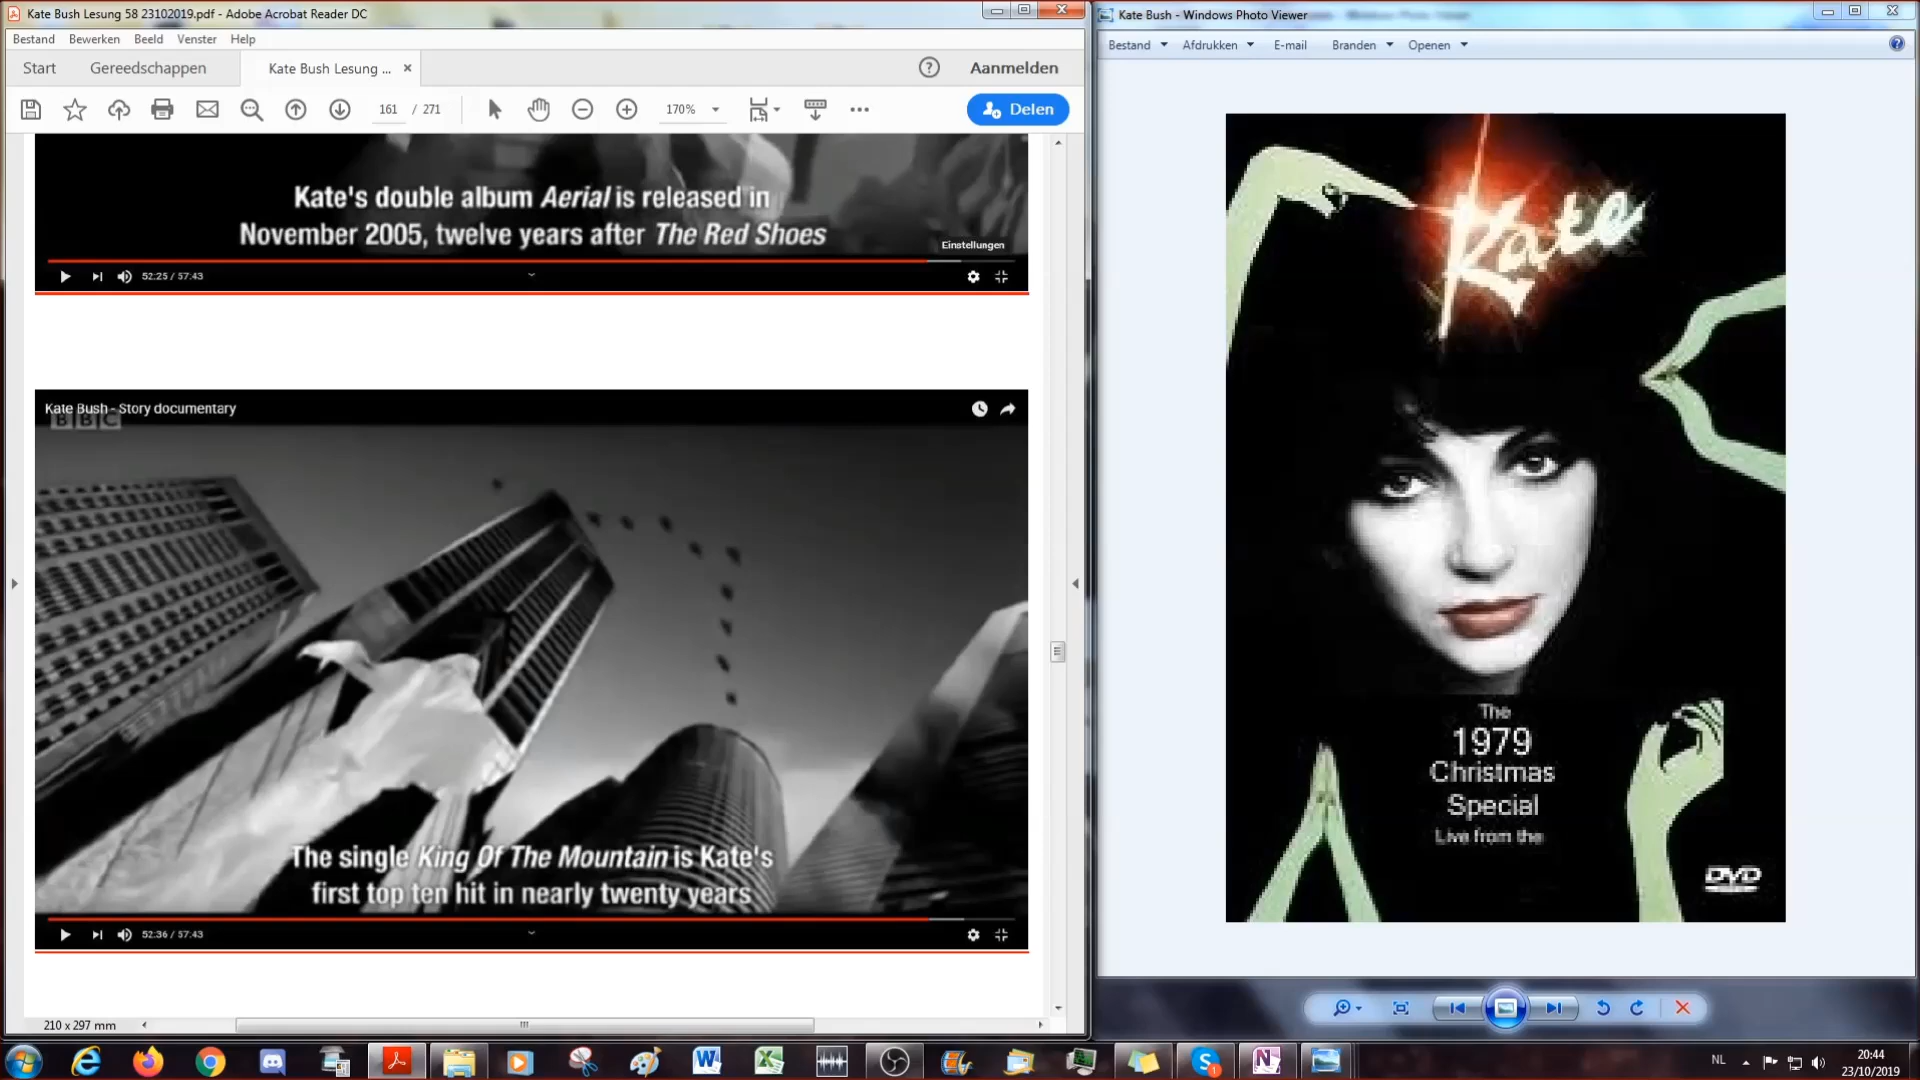 Kate Bush Lesung 58 23102019.pdf - Adobe Acrobat Reader DC
Bestand Bewerken Beeld Venster Help
Start Gereedschappen Kate Bush Lesung ... Aanmelden
161 / 271 170% Delen
Kate's double album Aerial is released in
November 2005, twelve years after The Red Shoes
Einstellungen
52:25 / 57:43
Kate Bush - Story documentary
BBC
The single King Of The Mountain is Kate's
first top ten hit in nearly twenty years
52:36 / 57:43
210 x 297 mm
Kate Bush - Windows Photo Viewer
Bestand Afdrukken E-mail Branden Openen
Kate
The
1979
Christmas
Special
Live from the
DVD
NL
20:44
23/10/2019